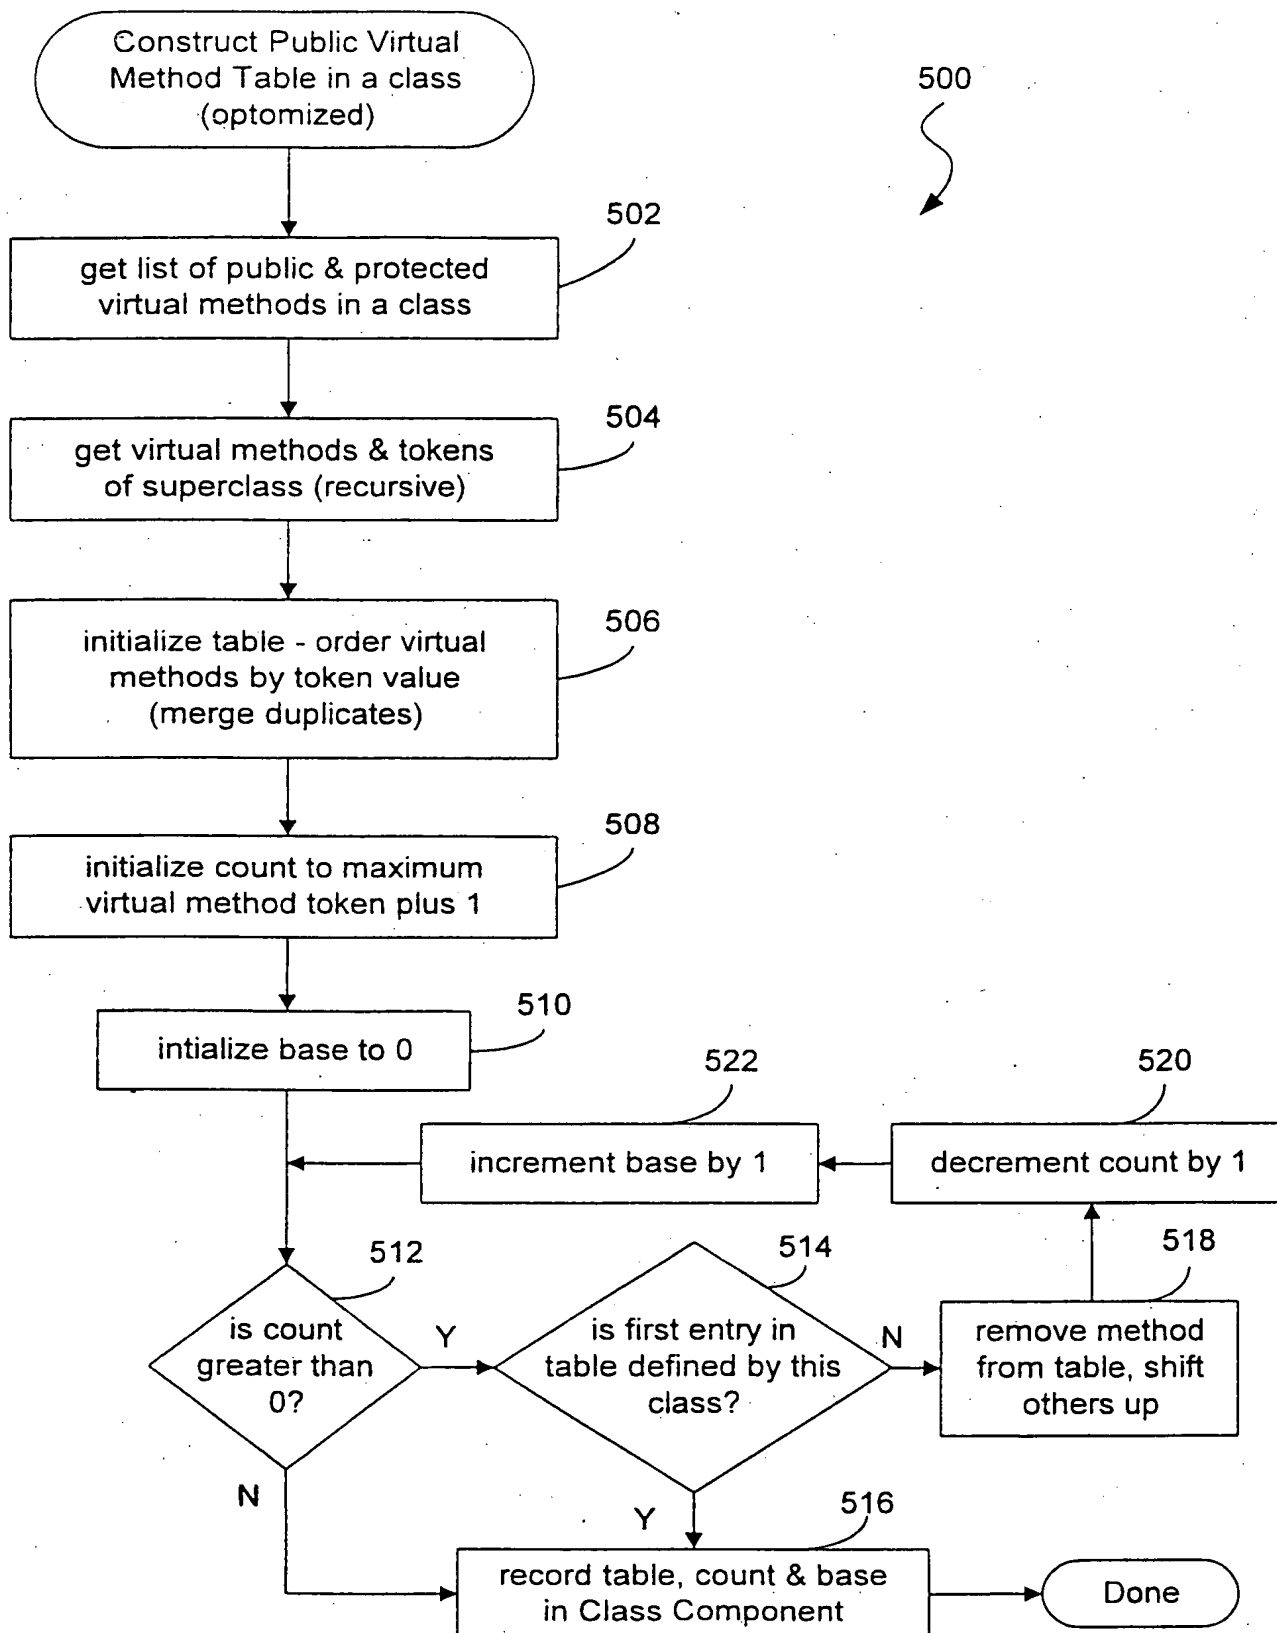 Construct Public Virtual
Method Table in a class
(optomized)
500
502
get list of public & protected
virtual methods in a class
504
get virtual methods & tokens
of superclass (recursive)
506
initialize table - order virtual
methods by token value
(merge duplicates)
508
initialize count to maximum
virtual method token plus 1
510
intialize base to 0
522
520
increment base by 1
decrement count by 1
512
514
518
is count
greater than
0?
Y
is first entry in
table defined by this
class?
N
remove method
from table, shift
others up
N
Y
516
record table, count & base
in Class Component
Done